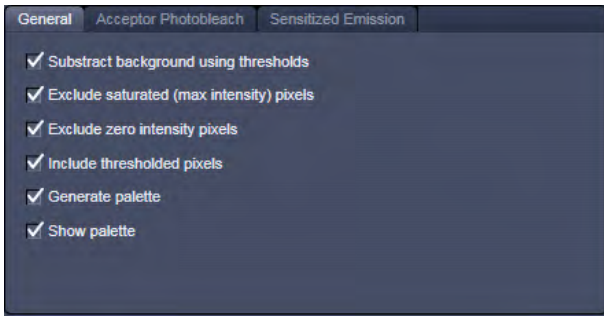 General Acceptor Photobleach Sensitized Emission
Substract background using thresholds
Exclude saturated (max intensity) pixels
Exclude zero intensity pixels
Include thresholded pixels
Generate palette
Show palette